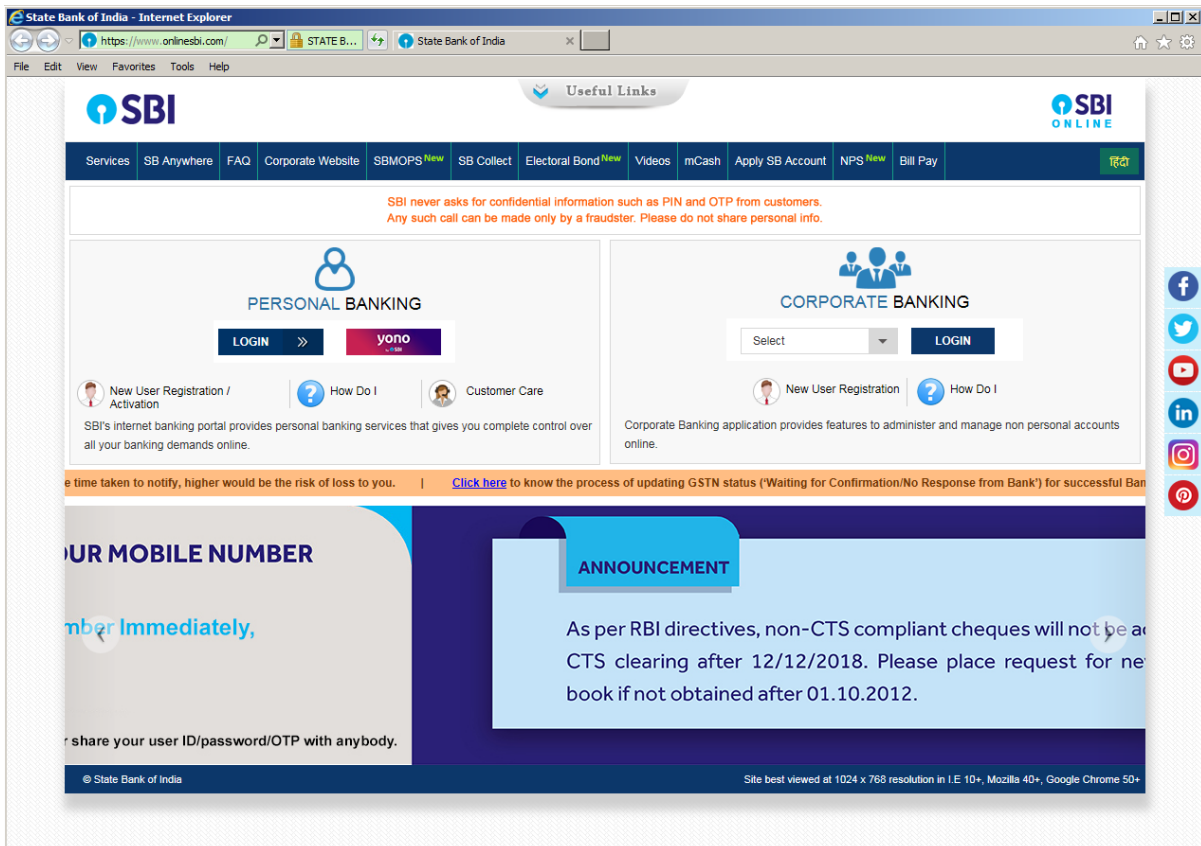 State Bank of India - Internet Explorer
https://www.onlinesbi.com/ STATE B... State Bank of India
File Edit View Favorites Tools Help
Useful Links
SBI
SBI
ONLINE
Services SB Anywhere FAQ Corporate Website SBMOPS New SB Collect Electoral Bond New Videos mCash Apply SB Account NPS New Bill Pay हिंदी
SBI never asks for confidential information such as PIN and OTP from customers.
Any such call can be made only by a fraudster. Please do not share personal info.
PERSONAL BANKING
LOGIN » yono
by SBI
New User Registration /
Activation
How Do I
Customer Care
SBI's internet banking portal provides personal banking services that gives you complete control over
all your banking demands online.
CORPORATE BANKING
Select LOGIN
New User Registration
How Do I
Corporate Banking application provides features to administer and manage non personal accounts
online.
e time taken to notify, higher would be the risk of loss to you. | Click here to know the process of updating GSTN status (‘Waiting for Confirmation/No Response from Bank’) for successful Ban
OUR MOBILE NUMBER
mber Immediately,
r share your user ID/password/OTP with anybody.
ANNOUNCEMENT
As per RBI directives, non-CTS compliant cheques will not be a
CTS clearing after 12/12/2018. Please place request for ne
book if not obtained after 01.10.2012.
© State Bank of India
Site best viewed at 1024 x 768 resolution in I.E 10+, Mozilla 40+, Google Chrome 50+